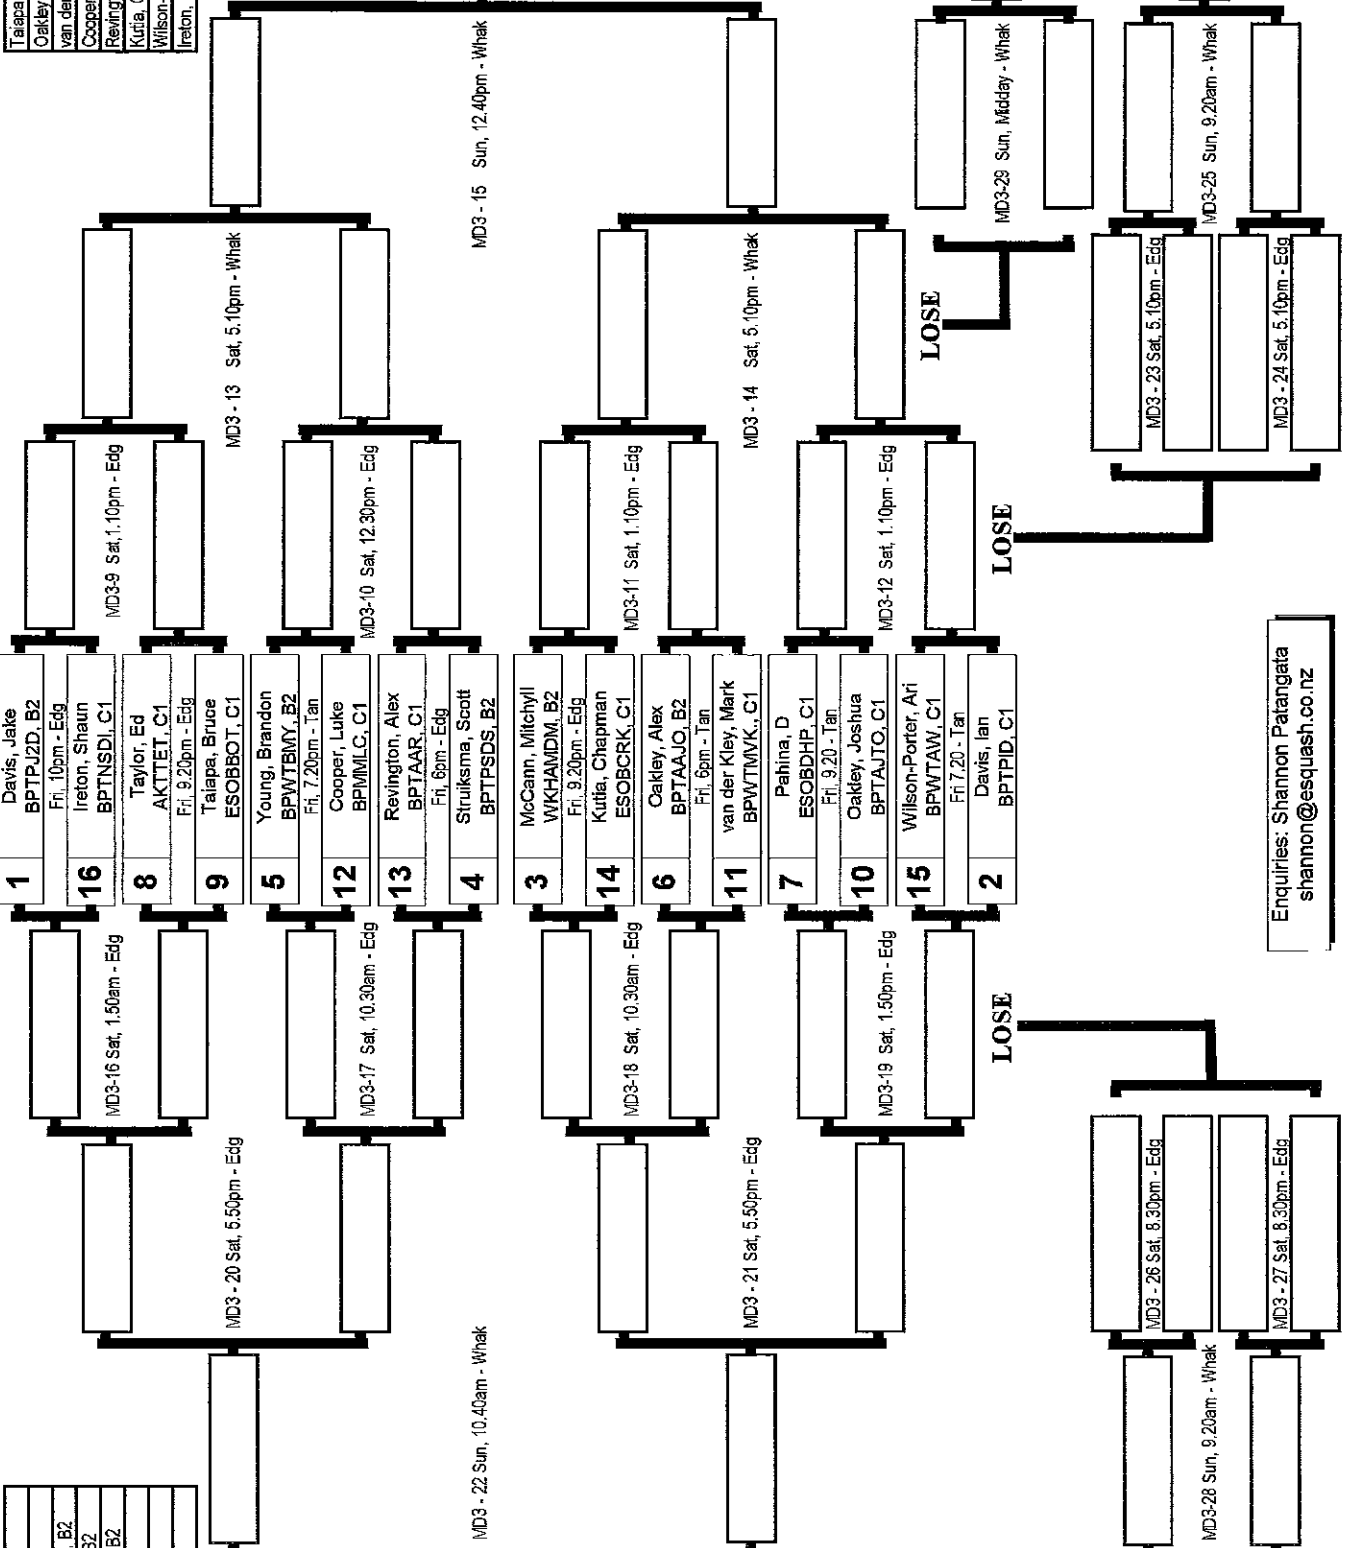 Taiapa
Oakley
van der
Cooper
Reving
Kutia, C
Wilson-
Ireton,
B2
B2
B2
1
Davis, Jake
BPTPJ2D, B2
Fri, 10pm - Edg
16
Ireton, Shaun
BPTNSDI, C1
8
Taylor, Ed
AKTTET, C1
Fri, 9.20pm - Edg
9
Taiapa, Bruce
ESOBBOT, C1
5
Young, Brandon
BPWTBMY, B2
Fri, 7.20pm - Tan
12
Cooper, Luke
BPMMLC, C1
13
Revington, Alex
BPTAAR, C1
Fri, 6pm - Edg
4
Struiksma, Scott
BPTPSDS, B2
3
McCann, Mitchyll
WKHAMDM, B2
Fri, 9.20pm - Edg
14
Kutia, Chapman
ESOBCRK, C1
6
Oakley, Alex
BPTAAJO, B2
Fri, 6pm - Tan
11
van der Kley, Mark
BPWTMVK, C1
7
Pahina, D
ESOBDHP, C1
Fri, 9.20 - Tan
10
Oakley, Joshua
BPTAJTO, C1
15
Wilson-Porter, Ari
BPWTAW, C1
Fri 7.20 - Tan
2
Davis, Ian
BPTPID, C1
MD3-9 Sat, 1.10pm - Edg
MD3-10 Sat, 12.30pm - Edg
MD3-11 Sat, 1.10pm - Edg
MD3-12 Sat, 1.10pm - Edg
MD3 - 13 Sat, 5.10pm - Whak
MD3 - 14 Sat, 5.10pm - Whak
MD3 - 15 Sun, 12.40pm - Whak
MD3-16 Sat, 1.50am - Edg
MD3-17 Sat, 10.30am - Edg
MD3-18 Sat, 10.30am - Edg
MD3-19 Sat, 1.50pm - Edg
MD3 - 20 Sat, 5.50pm - Edg
MD3 - 21 Sat, 5.50pm - Edg
MD3 - 22 Sun, 10.40am - Whak
LOSE
MD3-29 Sun, Midday - Whak
LOSE
MD3 - 23 Sat, 5.10pm - Edg
MD3 - 24 Sat, 5.10pm - Edg
MD3-25 Sun, 9.20am - Whak
LOSE
MD3 - 26 Sat, 8.30pm - Edg
MD3 - 27 Sat, 8.30pm - Edg
MD3-28 Sun, 9.20am - Whak
Enquiries: Shannon Patangata
shannon@esquash.co.nz